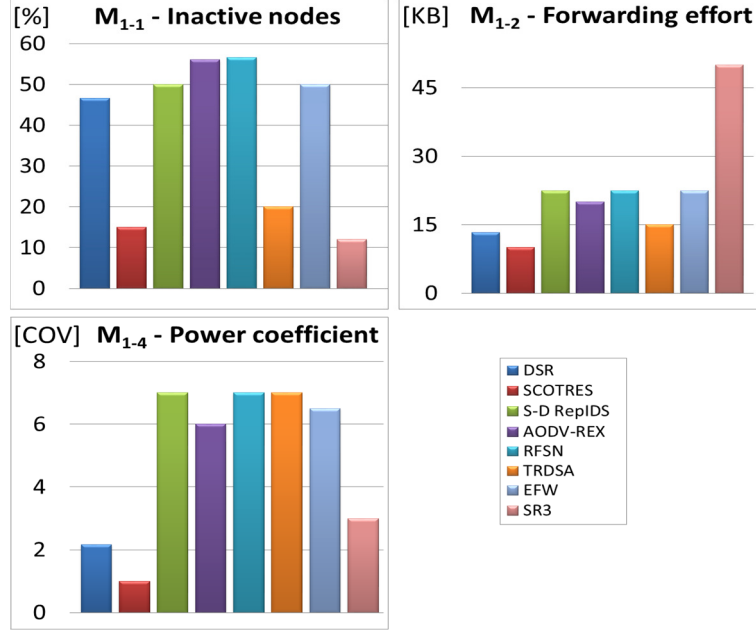 [%] M1-1 - Inactive nodes
60
50
40
30
20
10
0
[KB] M1-2 - Forwarding effort
45
30
15
0
[COV] M1-4 - Power coefficient
8
6
4
2
0
DSR
SCOTRES
S-D RepIDS
AODV-REX
RFSN
TRDSA
EFW
SR3